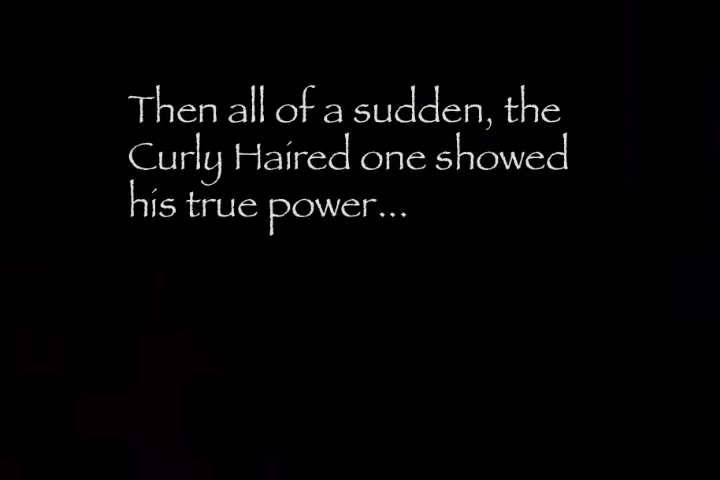 Then all of a sudden, the
Curly Haired one showed
his true power...